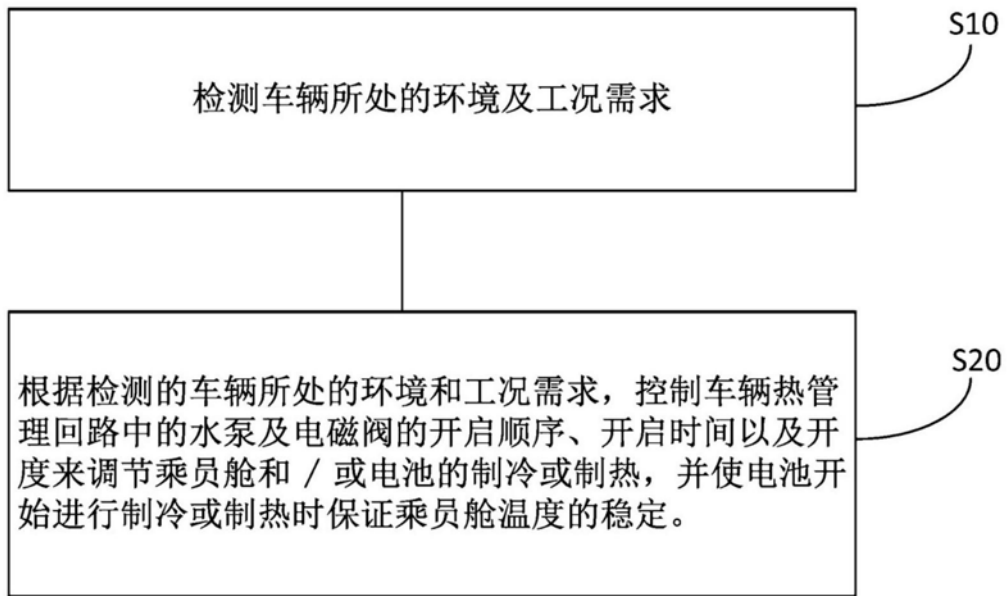 S10
检测车辆所处的环境及工况需求
S20
根据检测的车辆所处的环境和工况需求，控制车辆热管
理回路中的水泵及电磁阀的开启顺序、开启时间以及开
度来调节乘员舱和 / 或电池的制冷或制热，并使电池开
始进行制冷或制热时保证乘员舱温度的稳定。